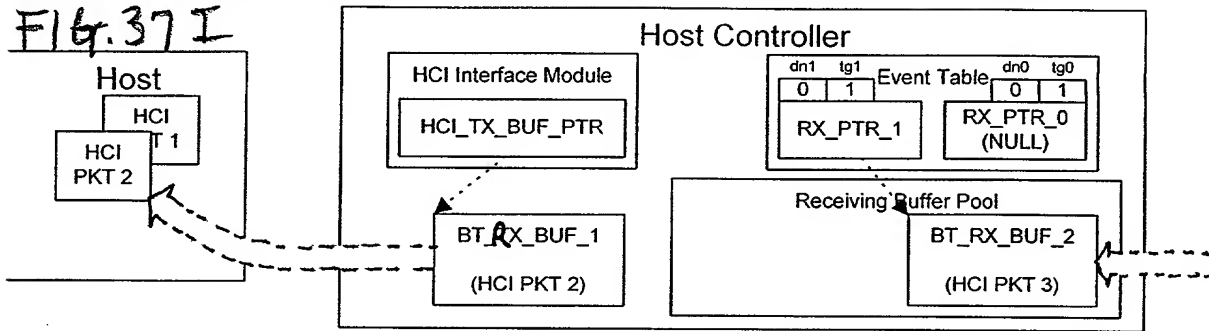 FIG. 37 I
Host
HCI
T 1
HCI
PKT 2
Host Controller
HCI Interface Module
HCI_TX_BUF_PTR
dn1 tg1
0 1
Event Table
dn0 tg0
0 1
RX_PTR_1
RX_PTR_0
(NULL)
Receiving Buffer Pool
BT_RX_BUF_1
(HCI PKT 2)
BT_RX_BUF_2
(HCI PKT 3)